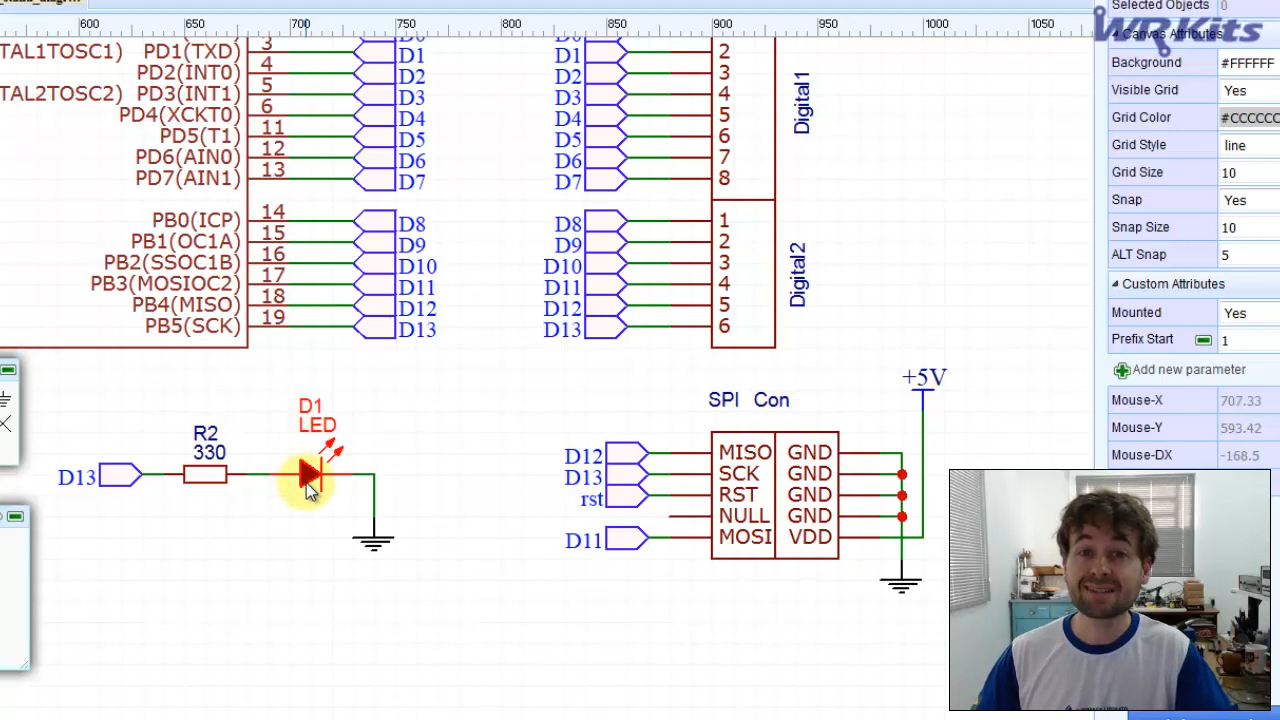 600 650 700 750 800 850 900 950 1000 1050
Selected Objects 0
WRKits
Canvas Attributes
Background #FFFFFF
Visible Grid Yes
Grid Color #CCCCCC
Grid Style line
Grid Size 10
Snap Yes
Snap Size 10
ALT Snap 5
Custom Attributes
Mounted Yes
Prefix Start 1
Add new parameter
Mouse-X 707.33
Mouse-Y 593.42
Mouse-DX -168.5
TAL1TOSC1) PD1(TXD) 3 D1
PD2(INT0) 4 D2
TAL2TOSC2) PD3(INT1) 5 D3
PD4(XCKT0) 6 D4
PD5(T1) 11 D5
PD6(AIN0) 12 D6
PD7(AIN1) 13 D7
PB0(ICP) 14 D8
PB1(OC1A) 15 D9
PB2(SSOC1B) 16 D10
PB3(MOSIOC2) 17 D11
PB4(MISO) 18 D12
PB5(SCK) 19 D13
D1 2
D2 3
D3 4
D4 5
D5 6
D6 7
D7 8
Digital1
D8 1
D9 2
D10 3
D11 4
D12 5
D13 6
Digital2
D13
R2
330
D1
LED
SPI Con
+5V
D12 MISO GND
D13 SCK GND
rst RST GND
NULL GND
D11 MOSI VDD